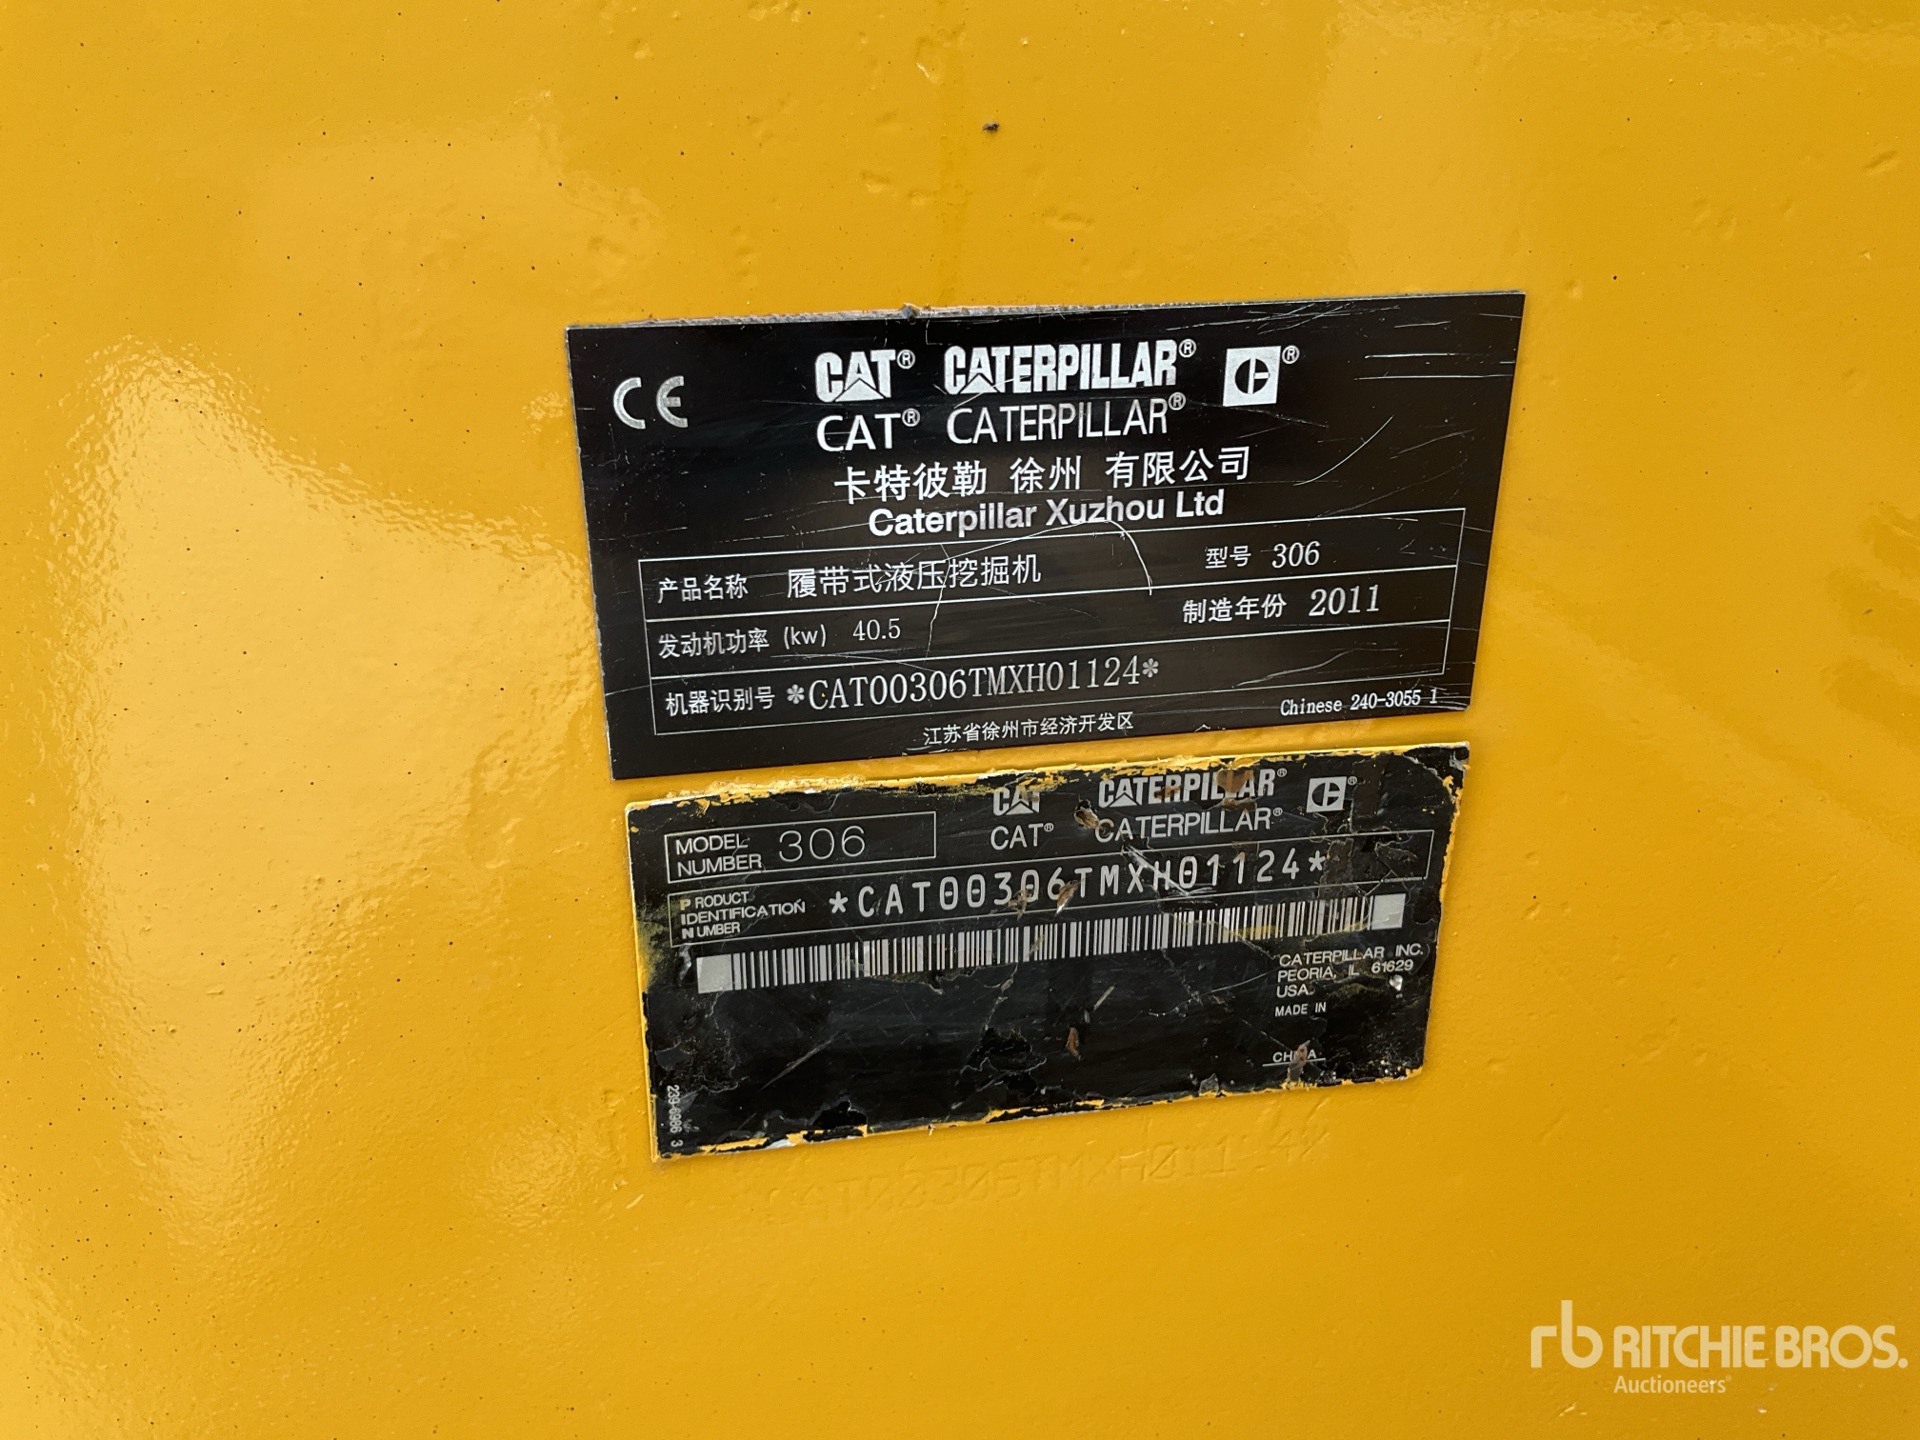 CE
CAT® CATERPILLAR® ®
CAT® CATERPILLAR®
卡特彼勒 徐州 有限公司
Caterpillar Xuzhou Ltd
产品名称 履带式液压挖掘机 型号 306
发动机功率 (kw) 40.5 制造年份 2011
机器识别号 *CAT00306TMXH01124*
江苏省徐州市经济开发区 Chinese 240-3055 1
CAT CATERPILLAR® ®
CAT® CATERPILLAR®
MODEL NUMBER 306
PRODUCT IDENTIFICATION NUMBER *CAT00306TMXH01124*
CATERPILLAR INC.
PEORIA, IL 61629
USA
MADE IN
CHINA
239-6986 3
rb RITCHIE BROS.
Auctioneers